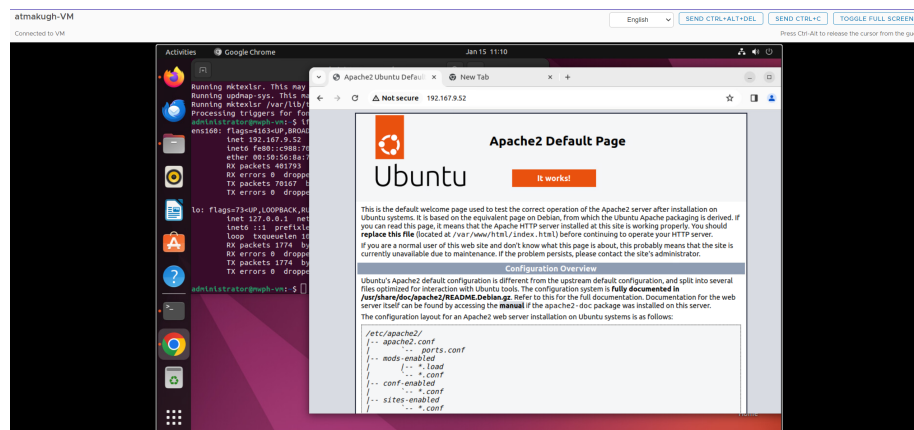 atmakugh-VM
English
SEND CTRL+ALT+DEL
SEND CTRL+C
TOGGLE FULL SCREEN
Connected to VM
Press Ctrl-Alt to release the cursor from the gu
Activities
Google Chrome
Jan 15 11:10
Running mktexlsr. This may
Running updmap-sys. This ma
Running mktexlsr /var/lib/t
Processing triggers for fon
administrator@mwph-vm:~$ if
ens160: flags=4163<UP,BROAD
inet 192.167.9.52
inet6 fe80::c988:70
ether 00:50:56:8a:7
RX packets 401793
RX errors 0 droppe
TX packets 70167 b
TX errors 0 droppe
lo: flags=73<UP,LOOPBACK,RU
inet 127.0.0.1 net
inet6 ::1 prefixle
loop txqueuelen 10
RX packets 1774 by
RX errors 0 droppe
TX packets 1774 by
TX errors 0 droppe
administrator@mwph-vm:~$
Apache2 Ubuntu Defaul
New Tab
Not secure 192.167.9.52
Apache2 Default Page
Ubuntu
It works!
This is the default welcome page used to test the correct operation of the Apache2 server after installation on
Ubuntu systems. It is based on the equivalent page on Debian, from which the Ubuntu Apache packaging is derived. If
you can read this page, it means that the Apache HTTP server installed at this site is working properly. You should
replace this file (located at /var/www/html/index.html) before continuing to operate your HTTP server.
If you are a normal user of this web site and don't know what this page is about, this probably means that the site is
currently unavailable due to maintenance. If the problem persists, please contact the site's administrator.
Configuration Overview
Ubuntu's Apache2 default configuration is different from the upstream default configuration, and split into several
files optimized for interaction with Ubuntu tools. The configuration system is fully documented in
/usr/share/doc/apache2/README.Debian.gz. Refer to this for the full documentation. Documentation for the web
server itself can be found by accessing the manual if the apache2-doc package was installed on this server.
The configuration layout for an Apache2 web server installation on Ubuntu systems is as follows:
/etc/apache2/
|-- apache2.conf
|       `-- ports.conf
|-- mods-enabled
|       |-- *.load
|       `-- *.conf
|-- conf-enabled
|       `-- *.conf
|-- sites-enabled
|       `-- *.conf